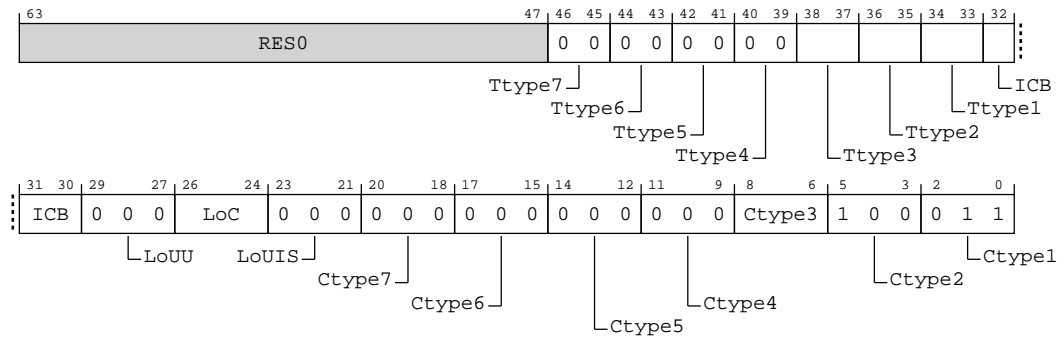 63 47 46 45 44 43 42 41 40 39 38 37 36 35 34 33 32
RES0 0 0 0 0 0 0 0 0
Ttype7 ICB
Ttype6 Ttype1
Ttype5 Ttype2
Ttype4 Ttype3
31 30 29 27 26 24 23 21 20 18 17 15 14 12 11 9 8 6 5 3 2 0
ICB 0 0 0 LoC 0 0 0 0 0 0 0 0 0 0 0 0 0 0 0 Ctype3 1 0 0 0 1 1
LoUU LoUIS Ctype1
Ctype7 Ctype2
Ctype6 Ctype4
Ctype5